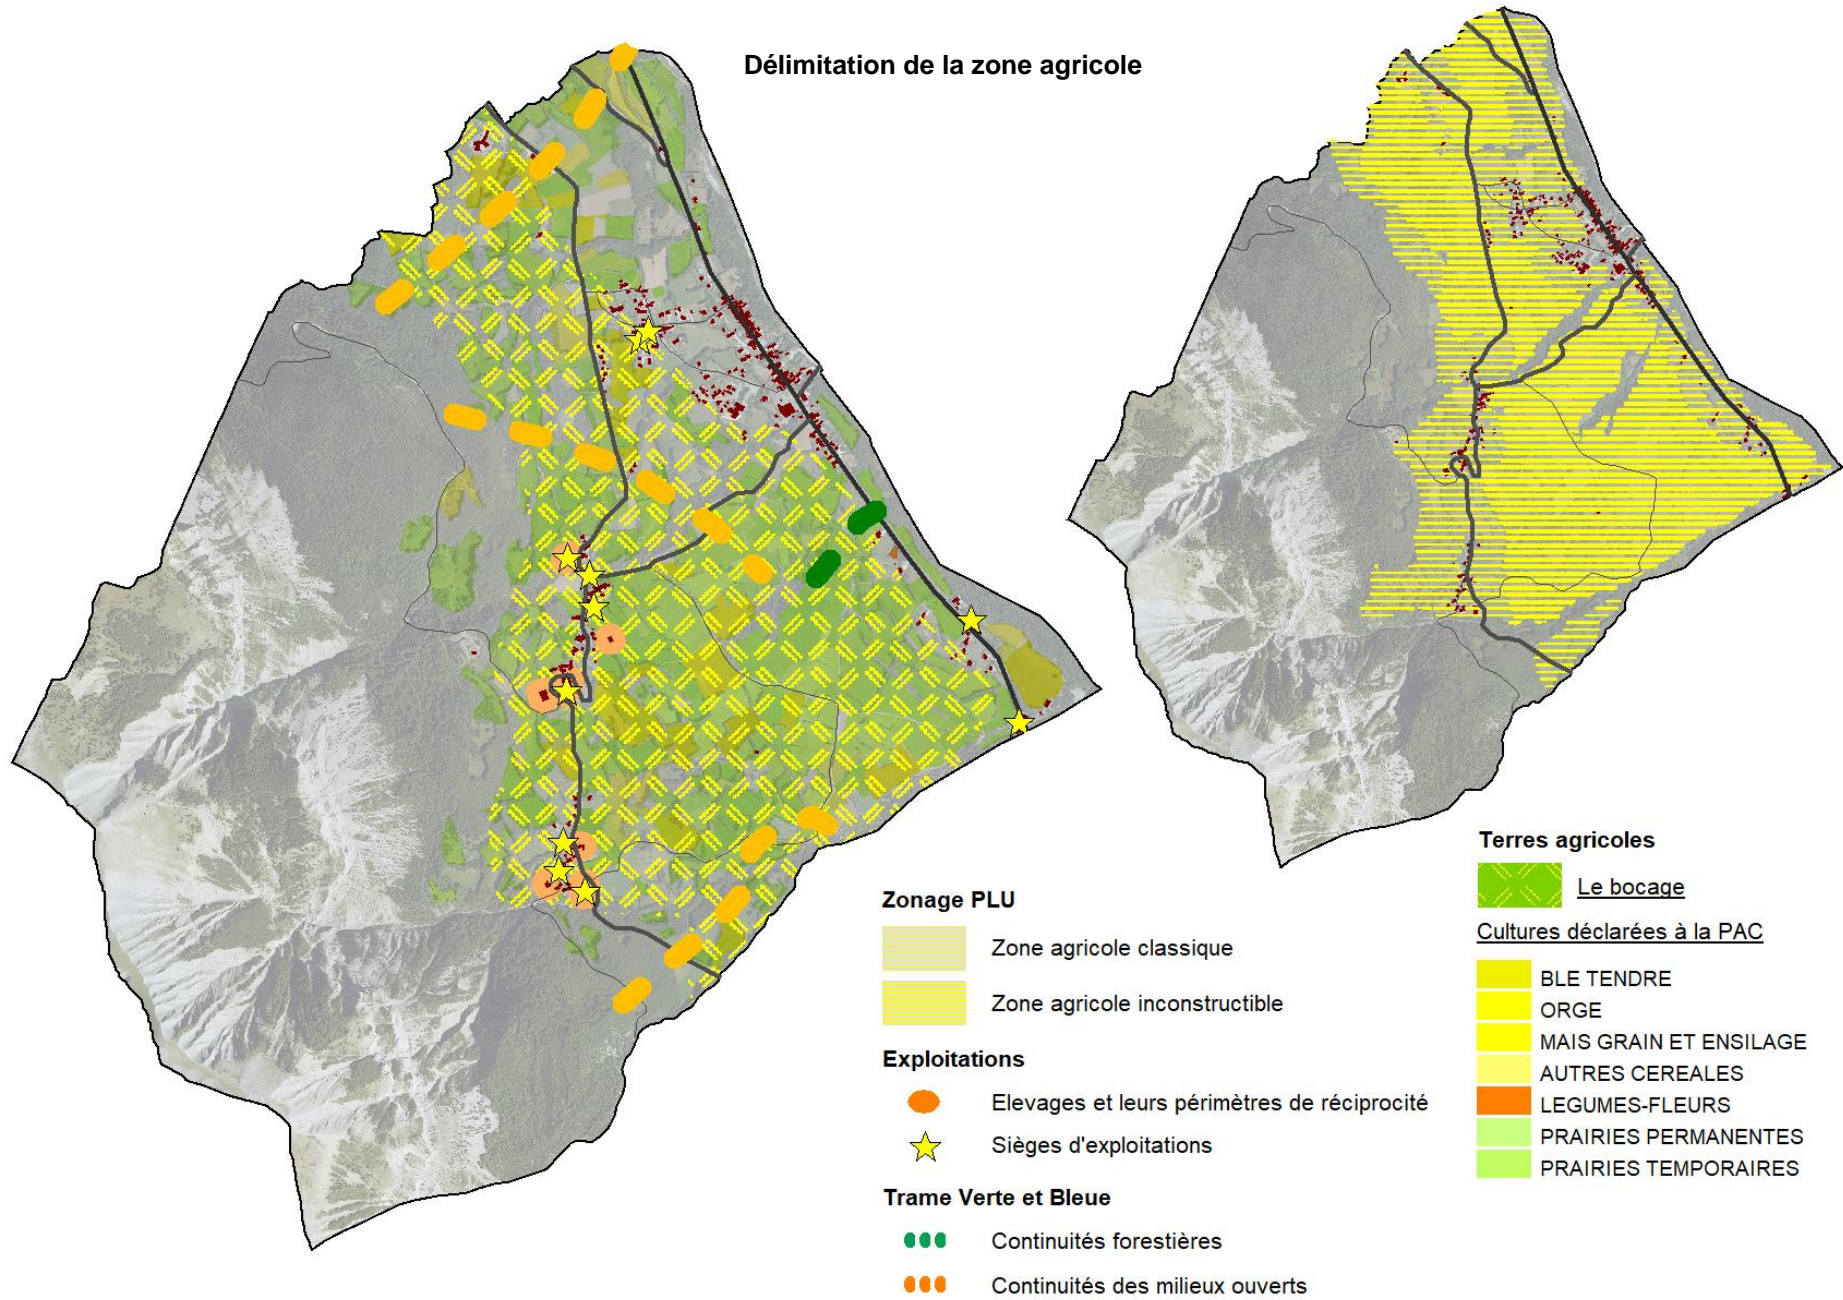 Délimitation de la zone agricole
Zonage PLU
Zone agricole classique
Zone agricole inconstructible
Exploitations
Elevages et leurs périmètres de réciprocité
Sièges d'exploitations
Trame Verte et Bleue
Continuités forestières
Continuités des milieux ouverts
Terres agricoles
Le bocage
Cultures déclarées à la PAC
BLE TENDRE
ORGE
MAIS GRAIN ET ENSILAGE
AUTRES CEREALES
LEGUMES-FLEURS
PRAIRIES PERMANENTES
PRAIRIES TEMPORAIRES